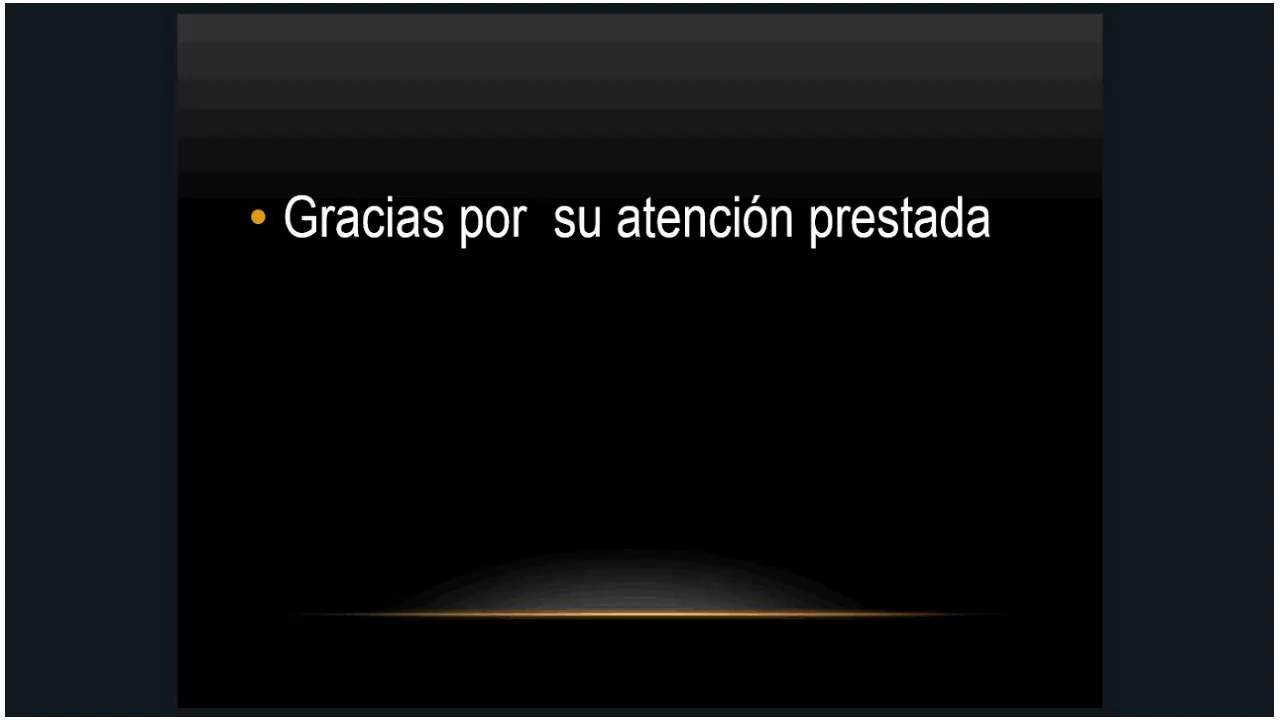 • Gracias por  su atención prestada